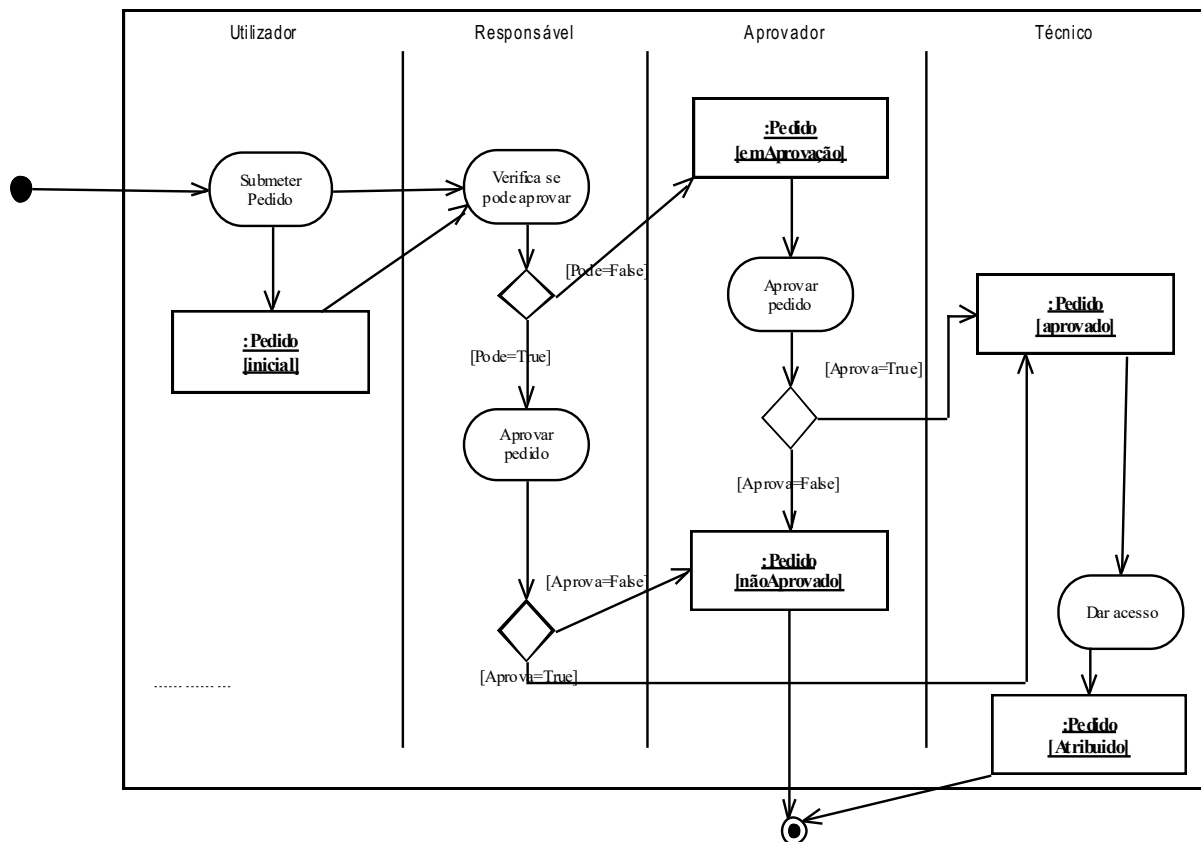 Utilizador
Responsável
Aprovador
Técnico
:Pedido
[emAprovação]
Submeter
Pedido
Verifica se
pode aprovar
[Pode=False]
Aprovar
pedido
:Pedido
[aprovado]
:Pedido
[inicial]
[Pode=True]
[Aprova=True]
Aprovar
pedido
[Aprova=False]
:Pedido
[nãoAprovado]
[Aprova=False]
Dar acesso
[Aprova=True]
:Pedido
[Atribuido]